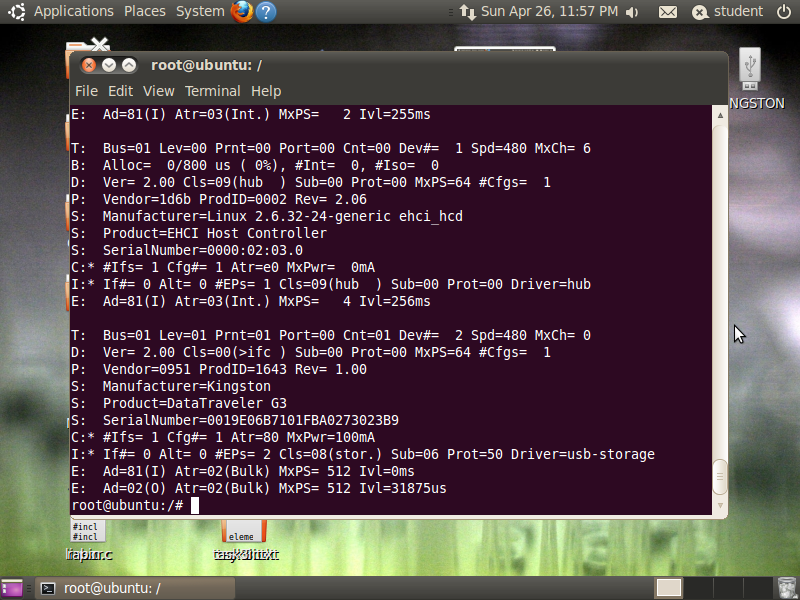 Applications Places System ? Sun Apr 26, 11:57 PM student
root@ubuntu: /
File Edit View Terminal Help
NGSTON
E:  Ad=81(I) Atr=03(Int.) MxPS=   2 Ivl=255ms
T:  Bus=01 Lev=00 Prnt=00 Port=00 Cnt=00 Dev#=  1 Spd=480 MxCh= 6
B:  Alloc=  0/800 us ( 0%), #Int=  0, #Iso=  0
D:  Ver= 2.00 Cls=09(hub  ) Sub=00 Prot=00 MxPS=64 #Cfgs=  1
P:  Vendor=1d6b ProdID=0002 Rev= 2.06
S:  Manufacturer=Linux 2.6.32-24-generic ehci_hcd
S:  Product=EHCI Host Controller
S:  SerialNumber=0000:02:03.0
C:* #Ifs= 1 Cfg#= 1 Atr=e0 MxPwr=  0mA
I:* If#= 0 Alt= 0 #EPs= 1 Cls=09(hub  ) Sub=00 Prot=00 Driver=hub
E:  Ad=81(I) Atr=03(Int.) MxPS=   4 Ivl=256ms
T:  Bus=01 Lev=01 Prnt=01 Port=00 Cnt=01 Dev#=  2 Spd=480 MxCh= 0
D:  Ver= 2.00 Cls=00(>ifc ) Sub=00 Prot=00 MxPS=64 #Cfgs=  1
P:  Vendor=0951 ProdID=1643 Rev= 1.00
S:  Manufacturer=Kingston
S:  Product=DataTraveler G3
S:  SerialNumber=0019E06B7101FBA0273023B9
C:* #Ifs= 1 Cfg#= 1 Atr=80 MxPwr=100mA
I:* If#= 0 Alt= 0 #EPs= 2 Cls=08(stor.) Sub=06 Prot=50 Driver=usb-storage
E:  Ad=81(I) Atr=02(Bulk) MxPS= 512 Ivl=0ms
E:  Ad=02(O) Atr=02(Bulk) MxPS= 512 Ivl=31875us
root@ubuntu:/#
#incl
#incl
eleme
root@ubuntu: /